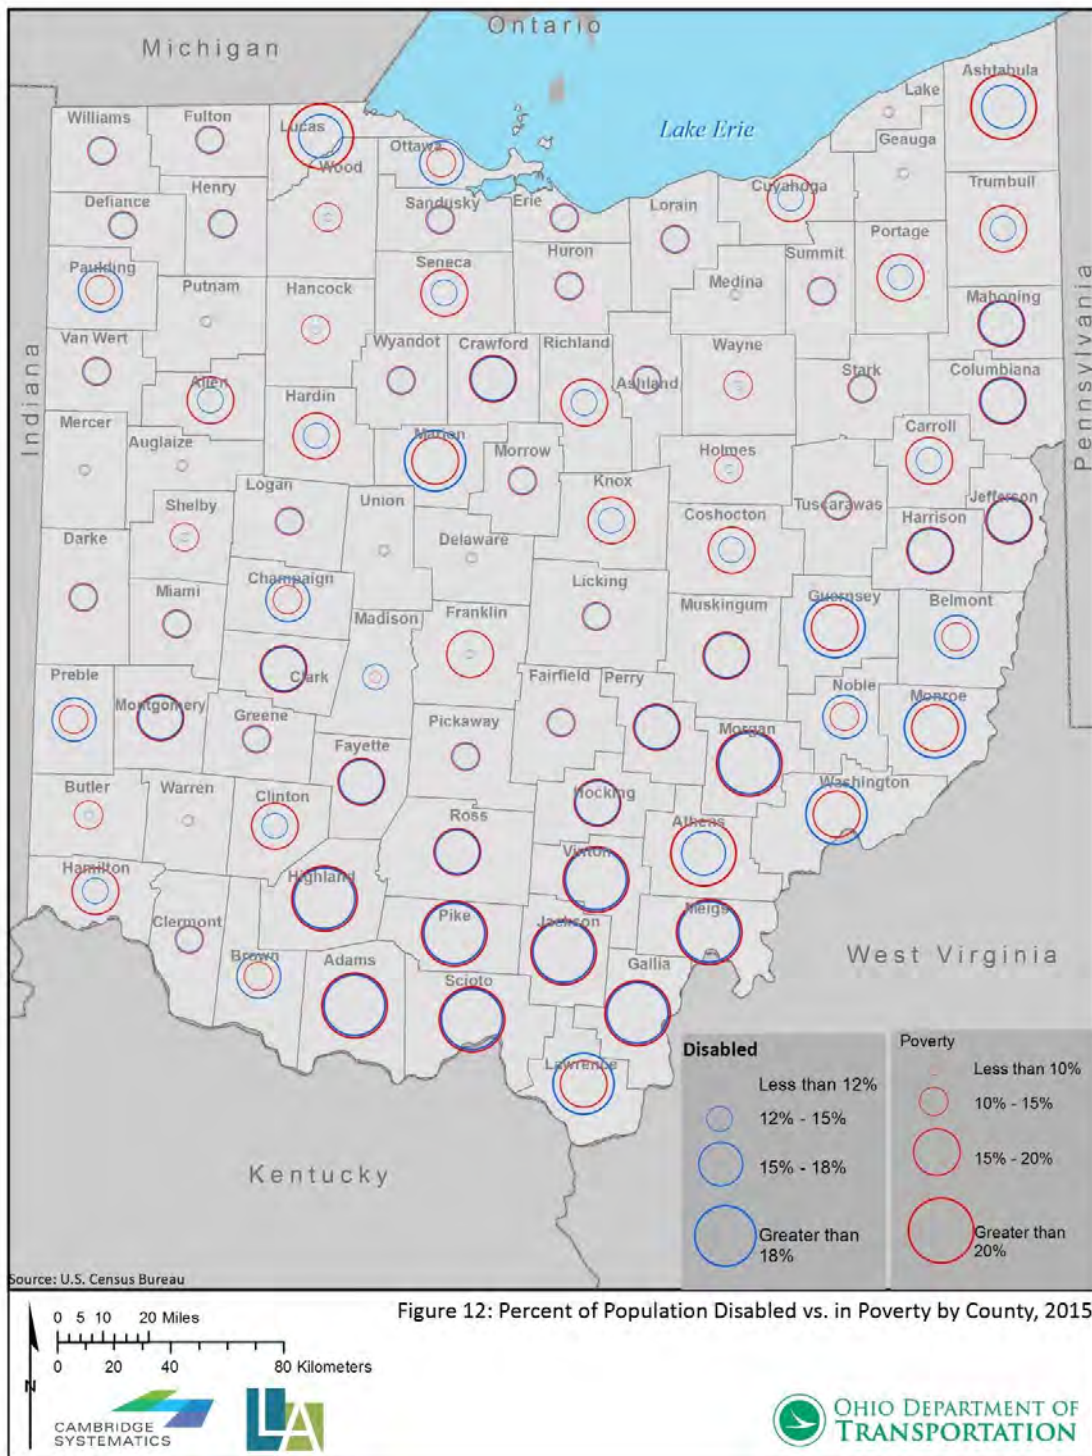 Ontario
Michigan
Ashtabula
Lake
Williams
Fulton
Lucas
Lake Erie
Ottawa
Geauga
Wood
Trumbull
Henry
Cuyahoga
Defiance
Sandusky
Erie
Lorain
Portage
Huron
Summit
Paulding
Seneca
Putnam
Hancock
Medina
Mahoning
Van Wert
Wyandot
Crawford
Richland
Wayne
Stark
Columbiana
Allen
Ashland
Hardin
Indiana
Pennsylvania
Mercer
Marion
Carroll
Auglaize
Morrow
Holmes
Logan
Knox
Union
Tuscarawas
Jefferson
Shelby
Coshocton
Harrison
Darke
Delaware
Champaign
Licking
Miami
Guernsey
Belmont
Muskingum
Madison
Franklin
Preble
Clark
Fairfield
Perry
Noble
Monroe
Montgomery
Greene
Pickaway
Morgan
Fayette
Washington
Butler
Warren
Clinton
Hocking
Ross
Athens
Vinton
Hamilton
Highland
Meigs
Clermont
Pike
Jackson
Brown
Adams
Scioto
Gallia
West Virginia
Lawrence
Kentucky
Disabled
Less than 12%
12% - 15%
15% - 18%
Greater than
18%
Poverty
Less than 10%
10% - 15%
15% - 20%
Greater than
20%
Source: U.S. Census Bureau
Figure 12: Percent of Population Disabled vs. in Poverty by County, 2015
0 5 10 20 Miles
0 20 40 80 Kilometers
N
CAMBRIDGE
SYSTEMATICS
LLA
OHIO DEPARTMENT OF
TRANSPORTATION